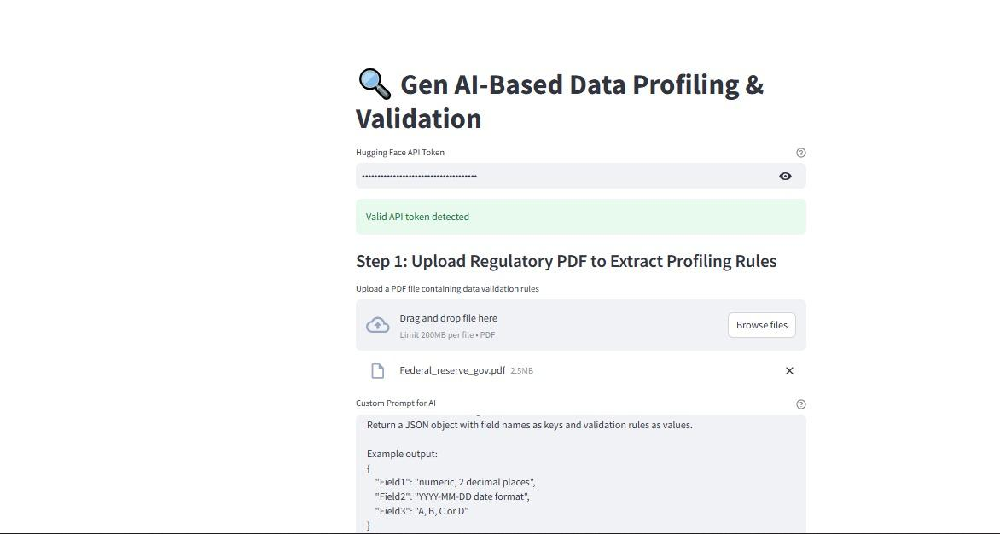 Gen AI-Based Data Profiling &
Validation
Hugging Face API Token
•••••••••••••••••••••••••••••••••••••
Valid API token detected
Step 1: Upload Regulatory PDF to Extract Profiling Rules
Upload a PDF file containing data validation rules
Drag and drop file here
Limit 200MB per file • PDF
Browse files
Federal_reserve_gov.pdf 2.5MB
Custom Prompt for AI
Return a JSON object with field names as keys and validation rules as values.
Example output:
{
"Field1": "numeric, 2 decimal places",
"Field2": "YYYY-MM-DD date format",
"Field3": "A, B, C or D"
}